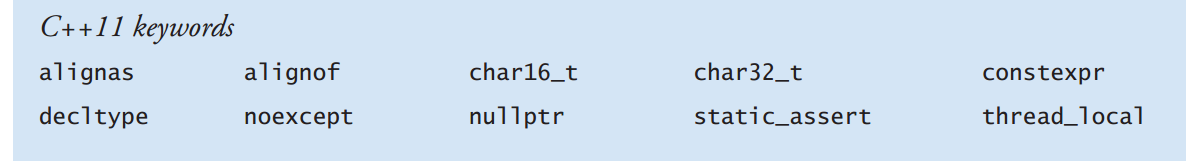 C++11 keywords
alignas alignof char16_t char32_t constexpr
decltype noexcept nullptr static_assert thread_local